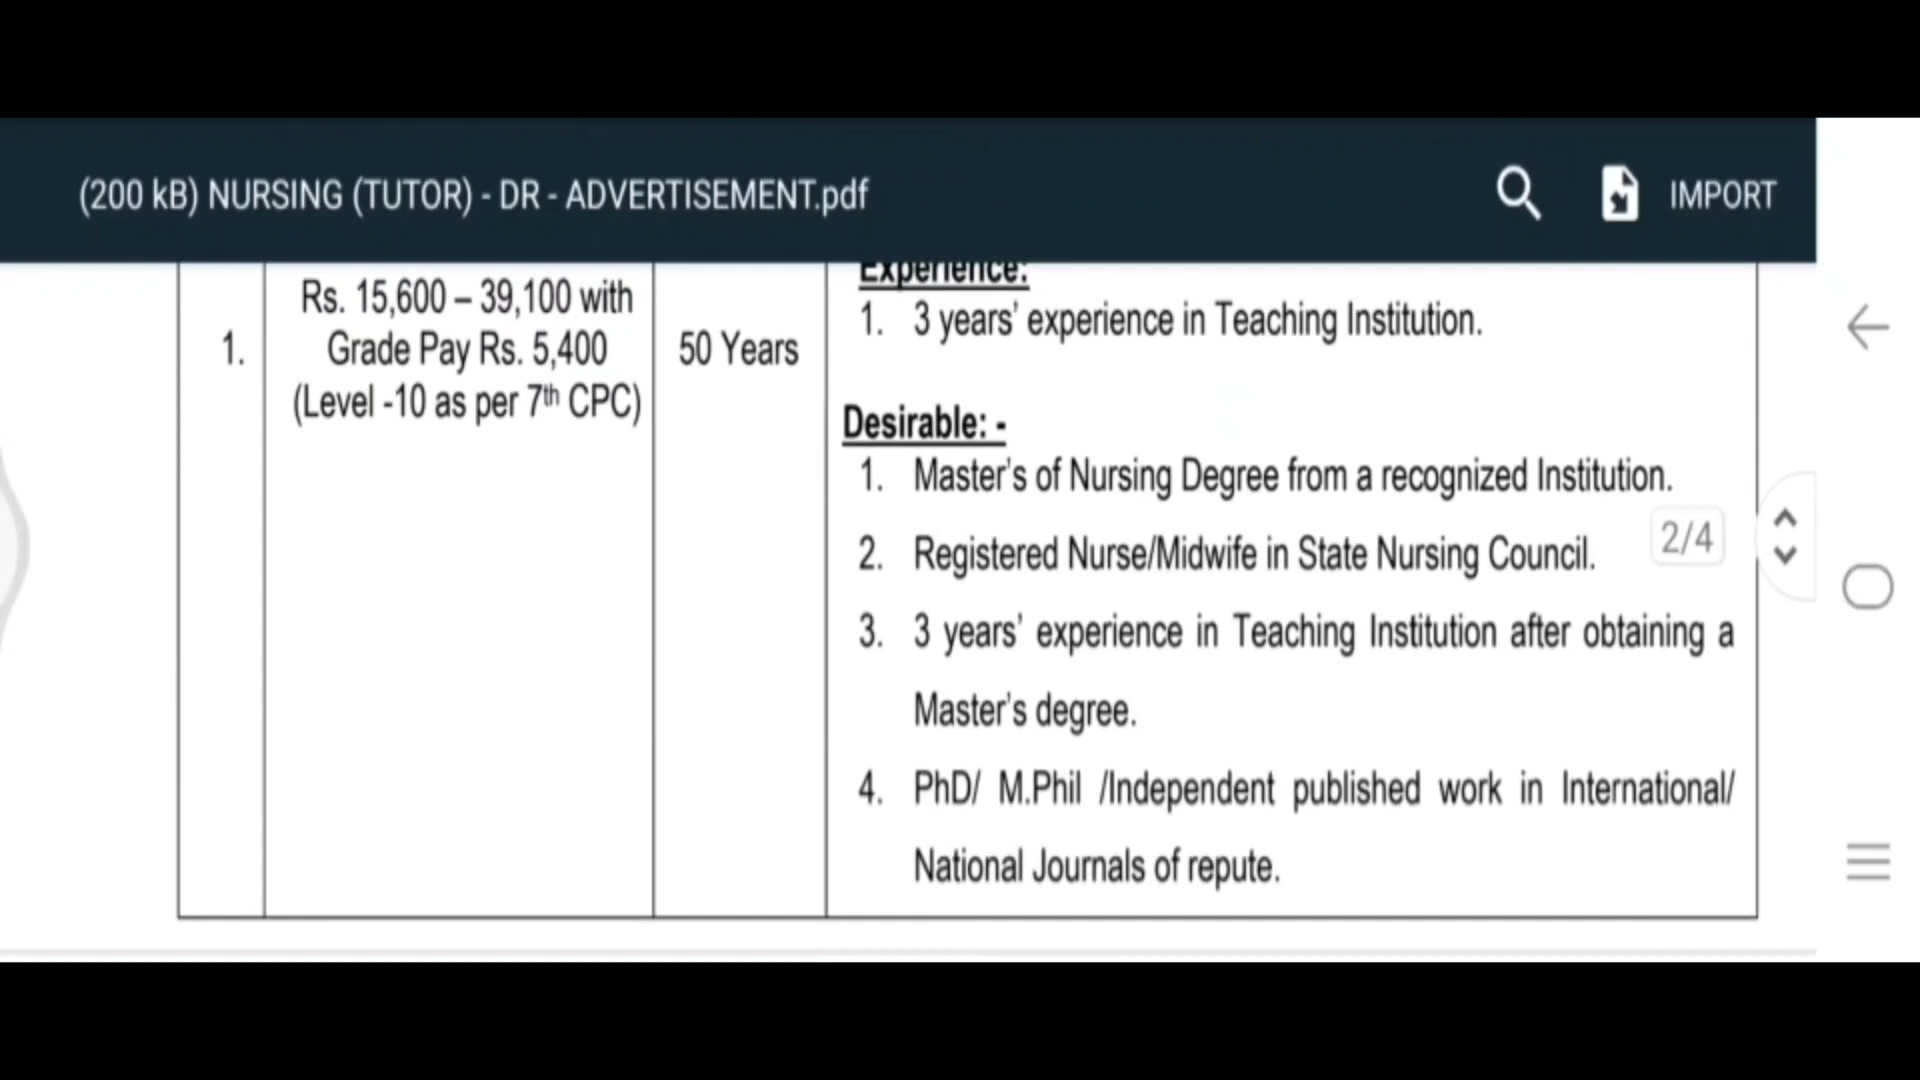 (200 kB) NURSING (TUTOR) - DR - ADVERTISEMENT.pdf
IMPORT
1.
Rs. 15,600 – 39,100 with
Grade Pay Rs. 5,400
(Level -10 as per 7th CPC)
50 Years
Experience:
1. 3 years’ experience in Teaching Institution.
Desirable: -
1. Master’s of Nursing Degree from a recognized Institution.
2. Registered Nurse/Midwife in State Nursing Council.
3. 3 years’ experience in Teaching Institution after obtaining a
Master’s degree.
4. PhD/ M.Phil /Independent published work in International/
National Journals of repute.
2/4